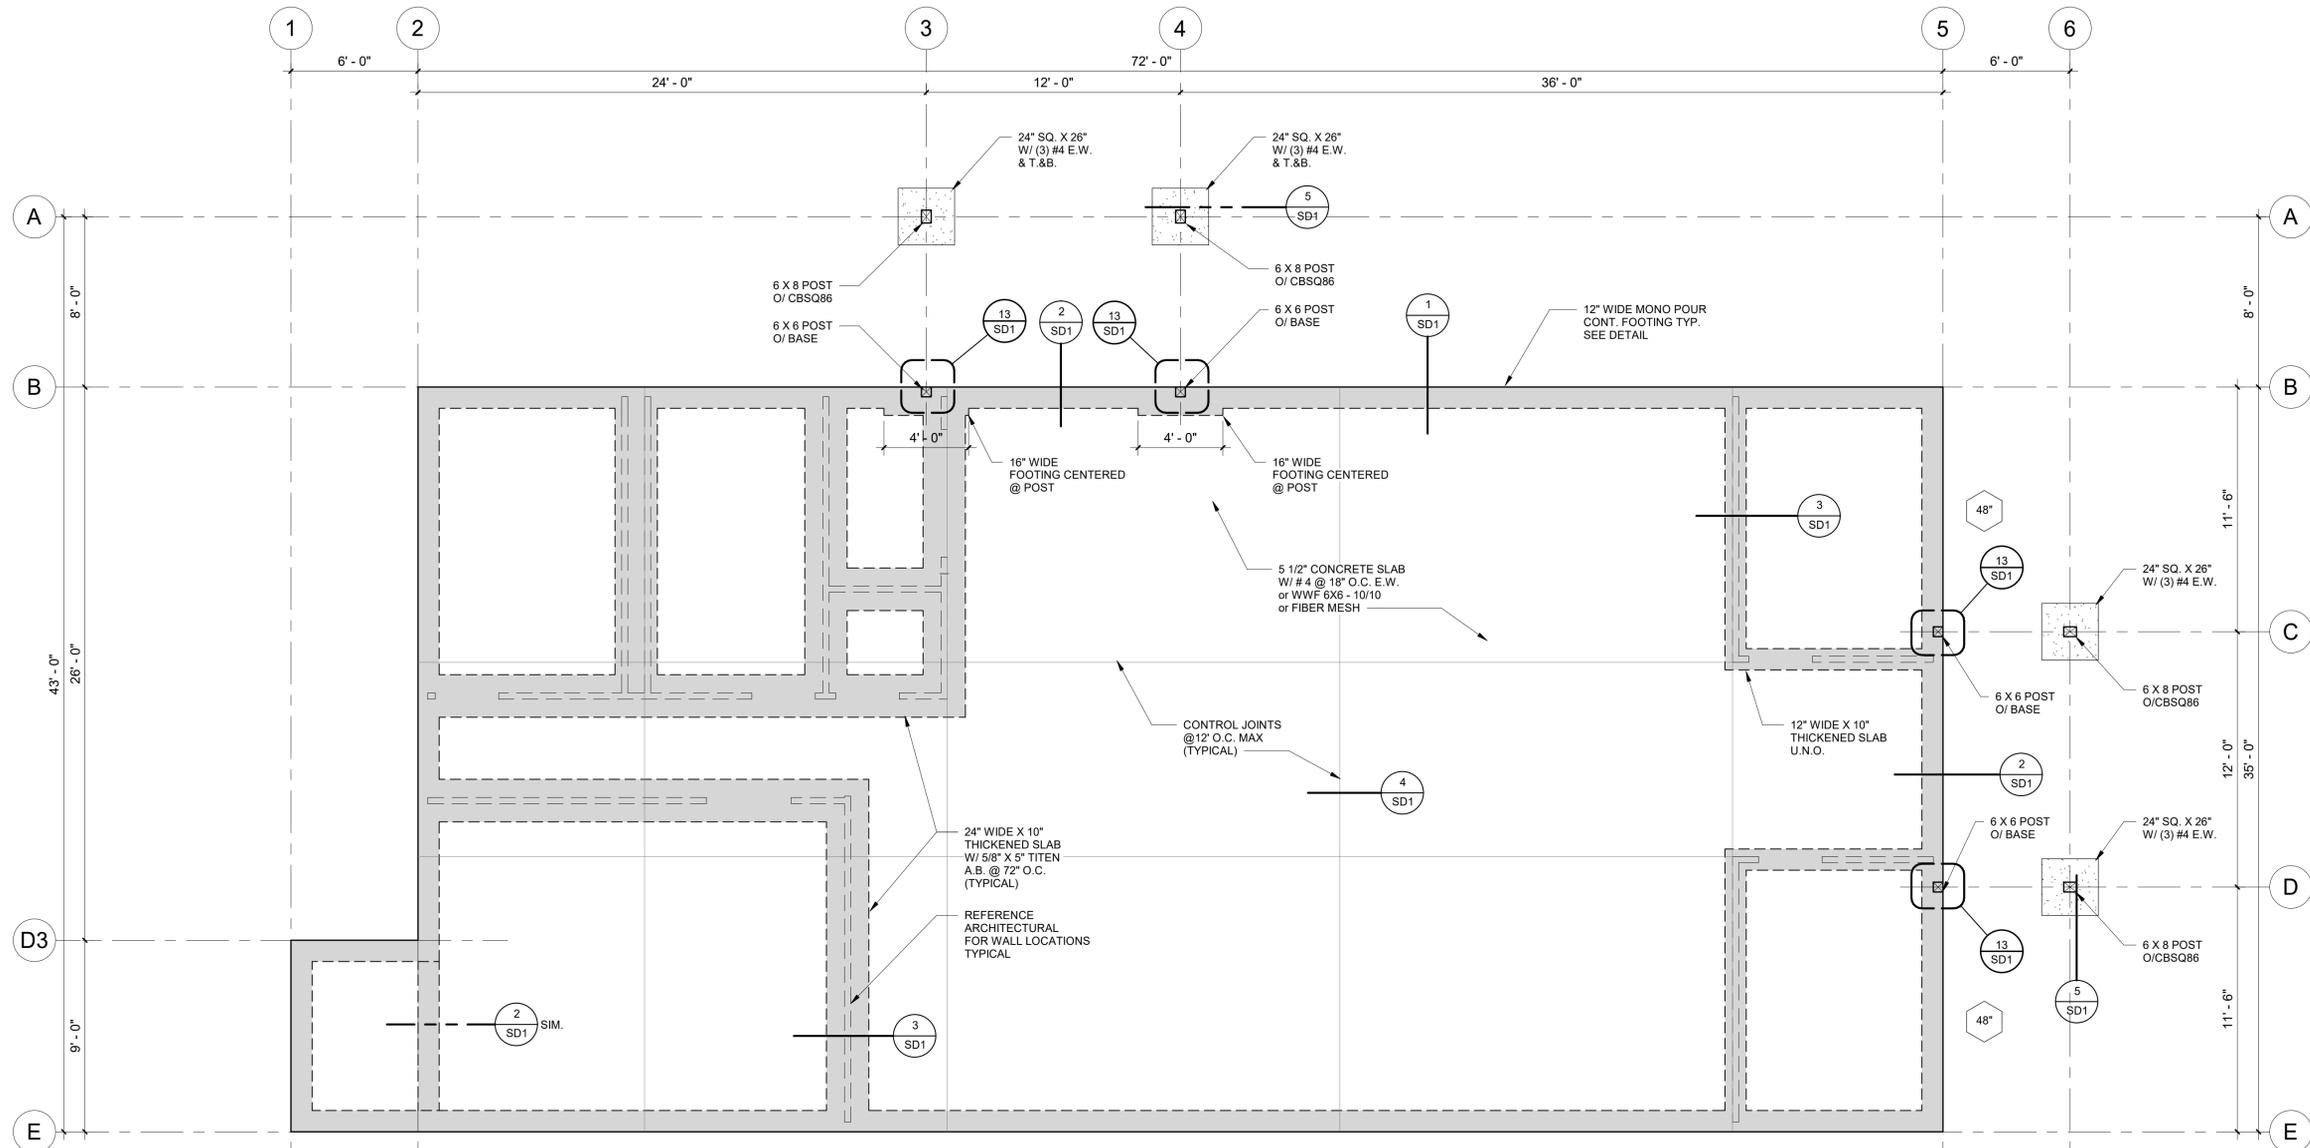 1
2
3
4
5
6
6' - 0"
72' - 0"
6' - 0"
24' - 0"
12' - 0"
36' - 0"
24" SQ. X 26"
W/ (3) #4 E.W.
& T.&B.
24" SQ. X 26"
W/ (3) #4 E.W.
& T.&B.
A
5
SD1
A
6 X 8 POST
O/ CBSQ86
6 X 8 POST
O/ CBSQ86
8' - 0"
8' - 0"
6 X 6 POST
O/ BASE
13
SD1
2
SD1
13
SD1
6 X 6 POST
O/ BASE
1
SD1
12" WIDE MONO POUR
CONT. FOOTING TYP.
SEE DETAIL
B
B
4' - 0"
4' - 0"
16" WIDE
FOOTING CENTERED
@ POST
16" WIDE
FOOTING CENTERED
@ POST
3
SD1
48"
11' - 6"
5 1/2" CONCRETE SLAB
W/ # 4 @ 18" O.C. E.W.
or WWF 6X6 - 10/10
or FIBER MESH
13
SD1
24" SQ. X 26"
W/ (3) #4 E.W.
C
43' - 0"
26' - 0"
6 X 6 POST
O/ BASE
6 X 8 POST
O/CBSQ86
CONTROL JOINTS
@12' O.C. MAX
(TYPICAL)
12" WIDE X 10"
THICKENED SLAB
U.N.O.
4
SD1
2
SD1
12' - 0"
35' - 0"
24" WIDE X 10"
THICKENED SLAB
W/ 5/8" X 5" TITEN
A.B. @ 72" O.C.
(TYPICAL)
6 X 6 POST
O/ BASE
24" SQ. X 26"
W/ (3) #4 E.W.
D
REFERENCE
ARCHITECTURAL
FOR WALL LOCATIONS
TYPICAL
D3
13
SD1
6 X 8 POST
O/CBSQ86
9' - 0"
2
SD1
SIM.
3
SD1
48"
5
SD1
11' - 6"
E
E